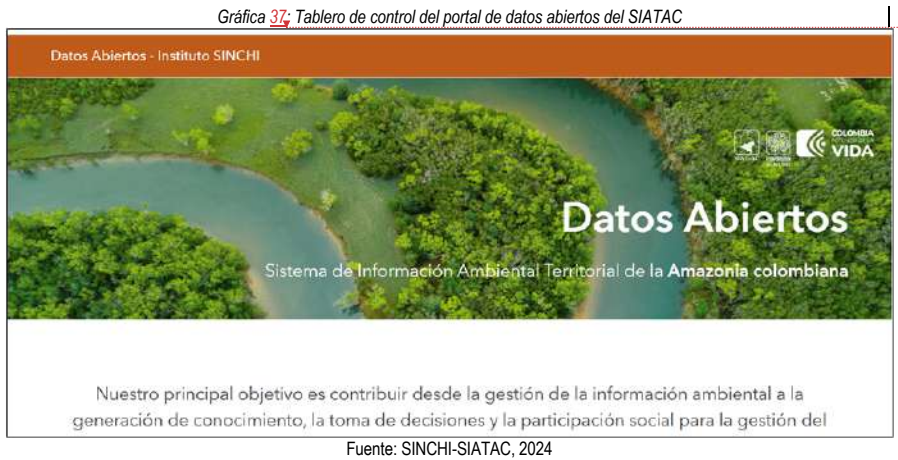 Gráfica 37: Tablero de control del portal de datos abiertos del SIATAC
Datos Abiertos - Instituto SINCHI
COLOMBIA
VIDA
Datos Abiertos
Sistema de Información Ambiental Territorial de la Amazonia colombiana
Nuestro principal objetivo es contribuir desde la gestión de la información ambiental a la
generación de conocimiento, la toma de decisiones y la participación social para la gestión del
Fuente: SINCHI-SIATAC, 2024